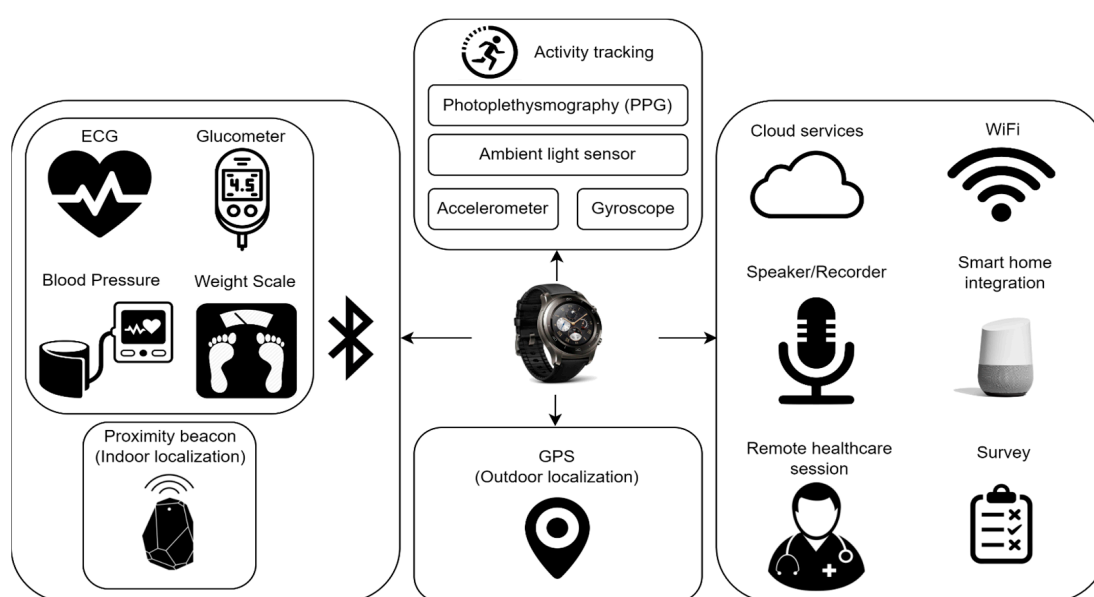 Activity tracking
Photoplethysmography (PPG)
Ambient light sensor
Accelerometer
Gyroscope
ECG
Glucometer
4.5
Blood Pressure
Weight Scale
Proximity beacon
(Indoor localization)
GPS
(Outdoor localization)
Cloud services
WiFi
Speaker/Recorder
Smart home
integration
Remote healthcare
session
Survey